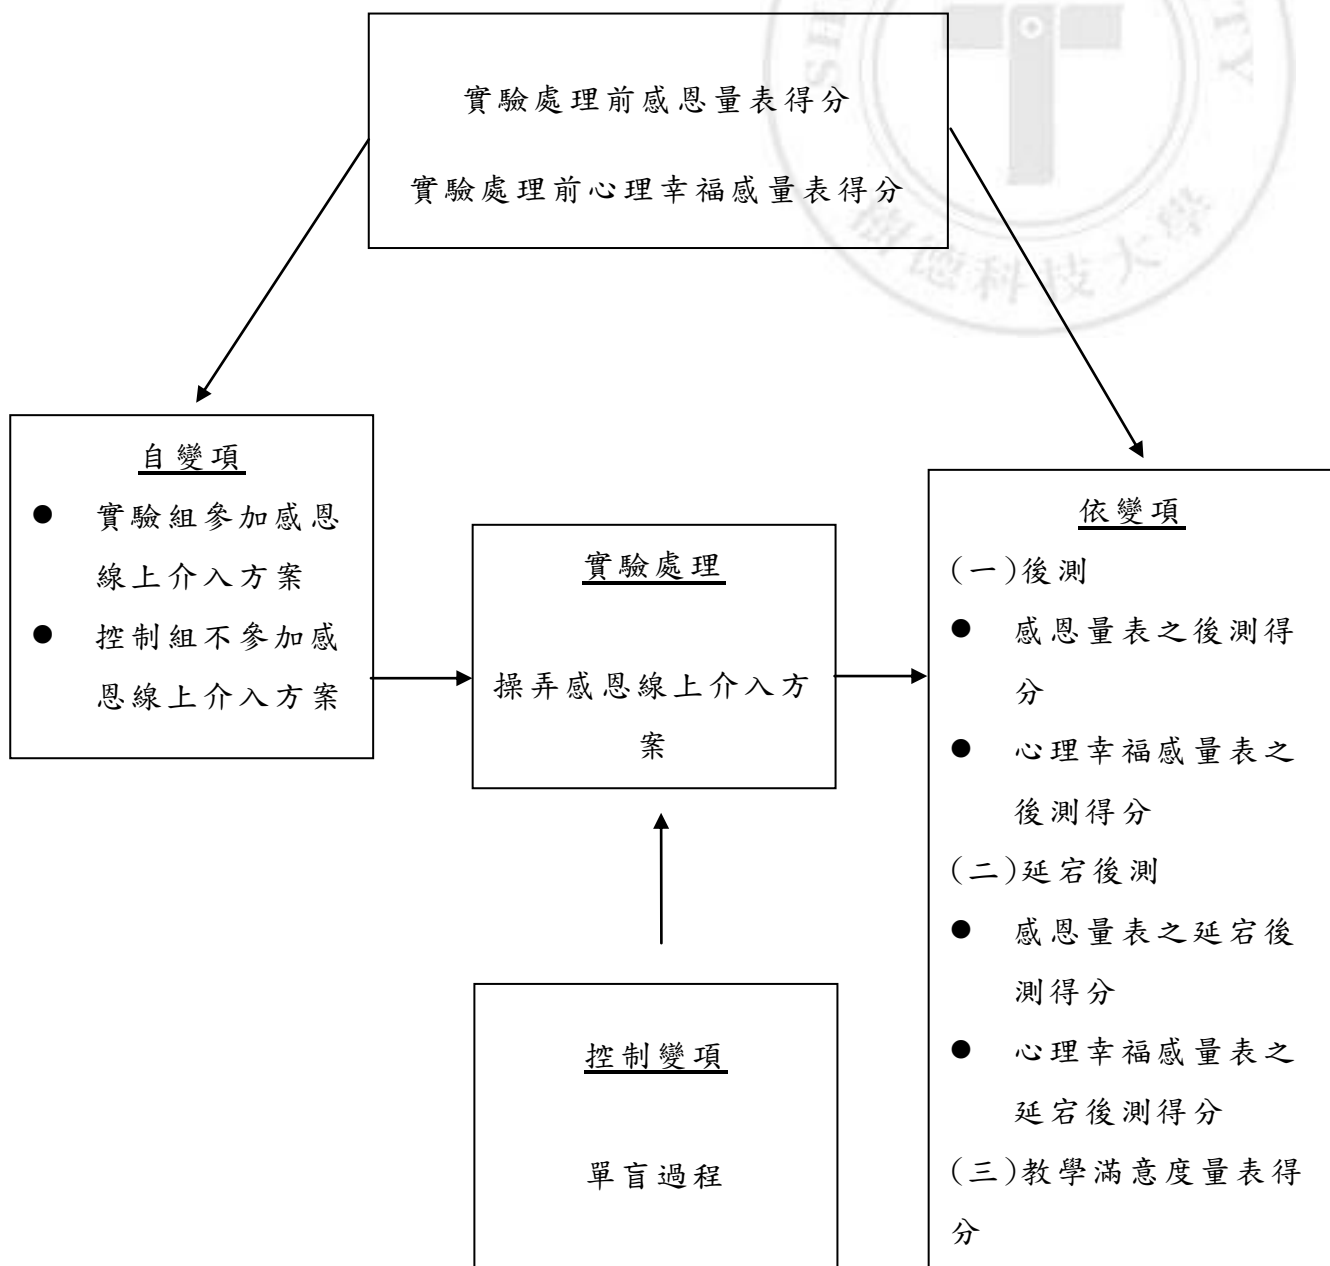 實驗處理前感恩量表得分
實驗處理前心理幸福感量表得分
樹德科技大學
自變項
● 實驗組參加感恩
線上介入方案
● 控制組不參加感
恩線上介入方案
實驗處理
操弄感恩線上介入方
案
控制變項
單盲過程
依變項
(一)後測
● 感恩量表之後測得
分
● 心理幸福感量表之
後測得分
(二)延宕後測
● 感恩量表之延宕後
測得分
● 心理幸福感量表之
延宕後測得分
(三)教學滿意度量表得
分